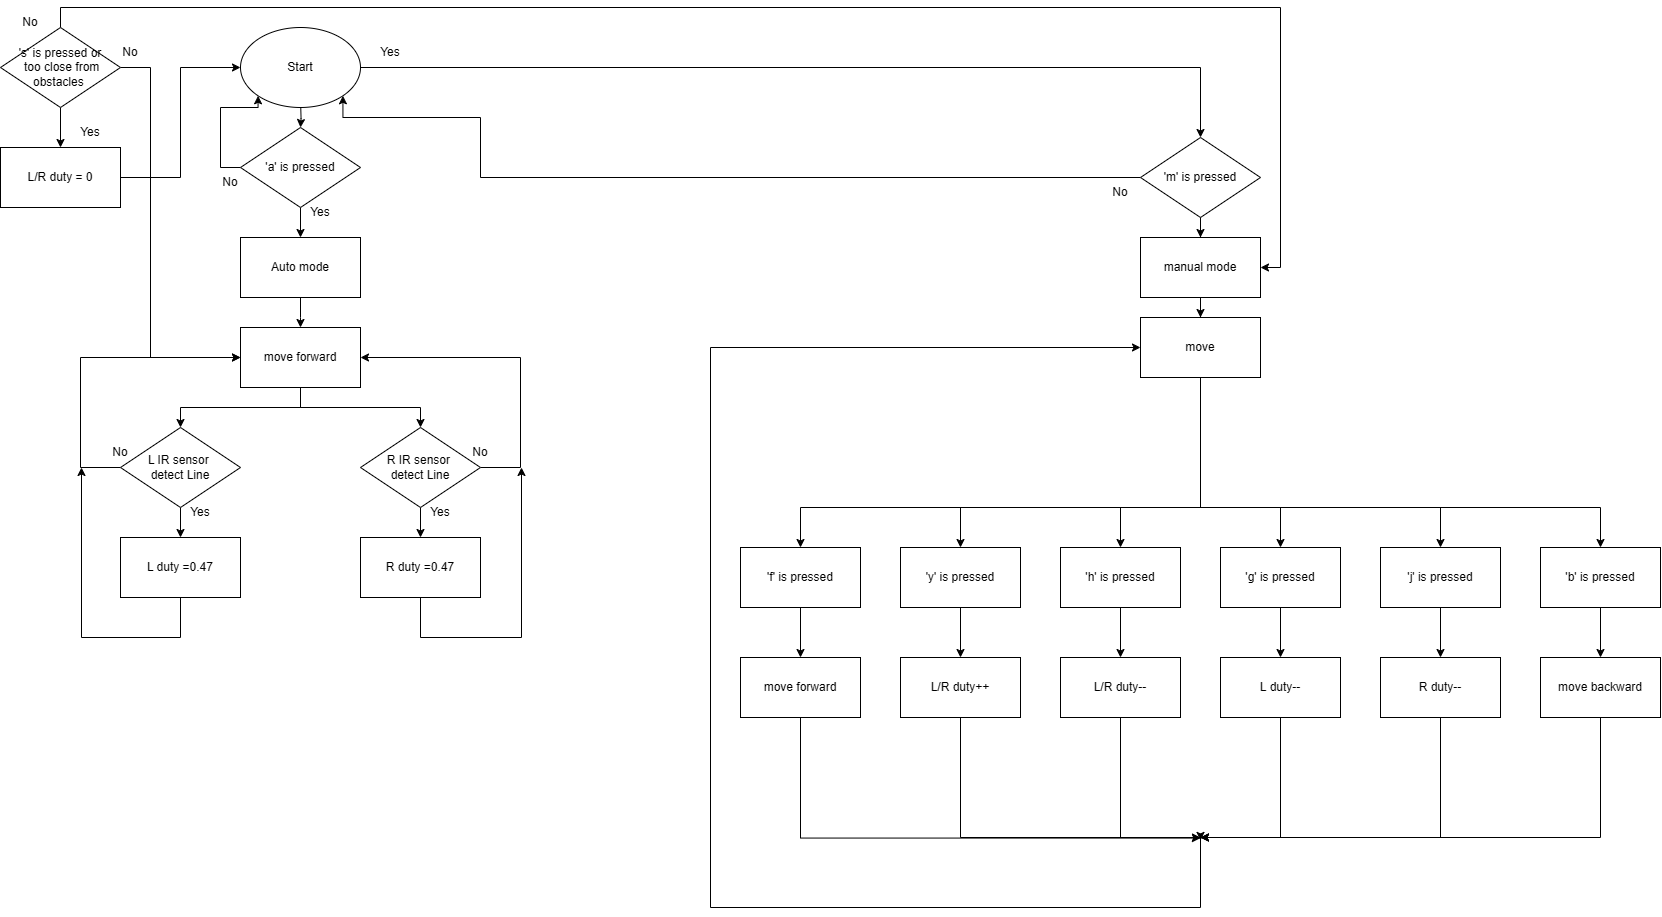 No
's' is pressed or
too close from
obstacles
No
Yes
L/R duty = 0
Start
Yes
'a' is pressed
No
Yes
Auto mode
move forward
L IR sensor
detect Line
No
Yes
L duty =0.47
R IR sensor
detect Line
No
Yes
R duty =0.47
'm' is pressed
No
manual mode
move
'f' is pressed
'y' is pressed
'h' is pressed
'g' is pressed
'j' is pressed
'b' is pressed
move forward
L/R duty++
L/R duty--
L duty--
R duty--
move backward